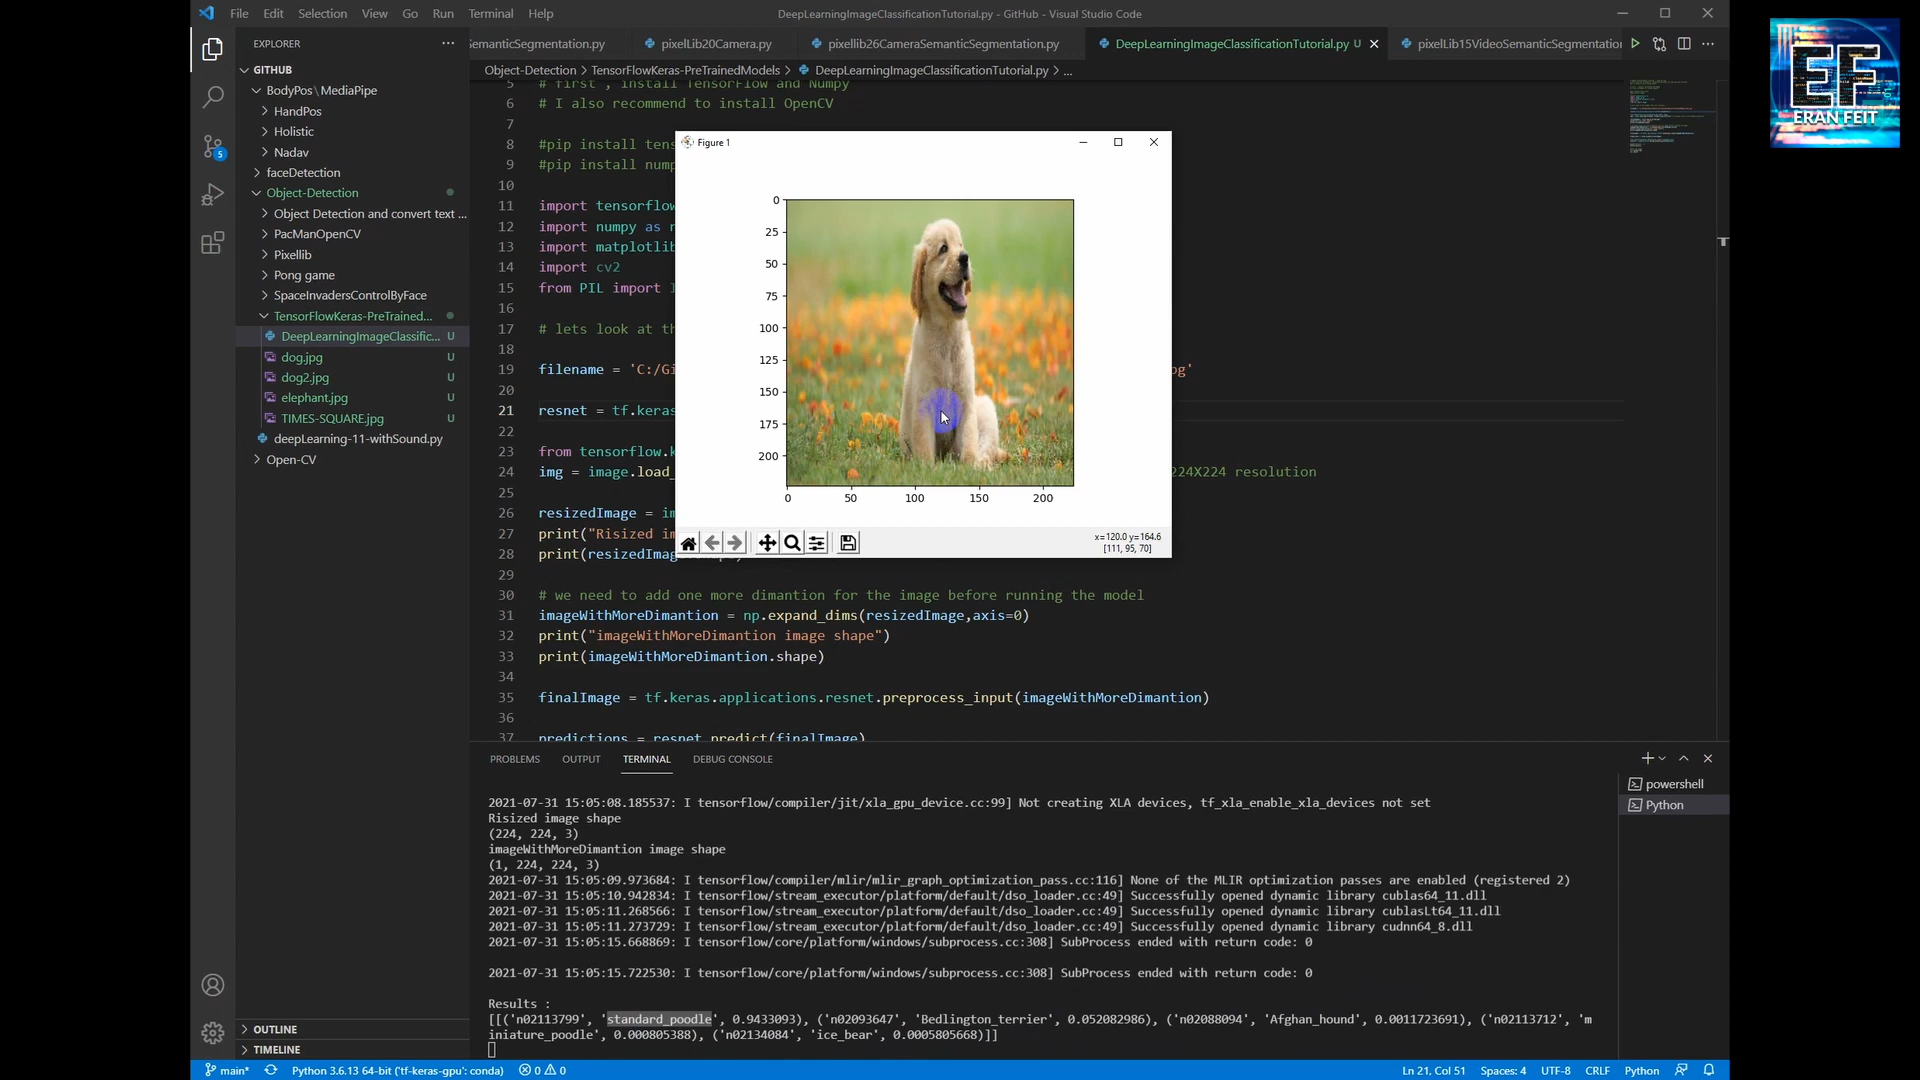 File Edit Selection View Go Run Terminal Help
DeepLearningImageClassificationTutorial.py - GitHub - Visual Studio Code
EF
ERAN FEIT
EXPLORER
GITHUB
BodyPos\MediaPipe
HandPos
Holistic
Nadav
faceDetection
Object-Detection
Object Detection and convert text ...
PacManOpenCV
Pixellib
Pong game
SpaceInvadersControlByFace
TensorFlowKeras-PreTrained...
DeepLearningImageClassific... U
dog.jpg U
dog2.jpg U
elephant.jpg U
TIMES-SQUARE.jpg U
deepLearning-11-withSound.py
Open-CV
OUTLINE
TIMELINE
SemanticSegmentation.py pixelLib20Camera.py pixellib26CameraSemanticSegmentation.py DeepLearningImageClassificationTutorial.py U pixelLib15VideoSemanticSegmentation
Object-Detection > TensorFlowKeras-PreTrainedModels > DeepLearningImageClassificationTutorial.py > ...
5 # first , install TensorFlow and Numpy
6 # I also recommend to install OpenCV
7
8 #pip install tens
9 #pip install nump
10
11 import tensorflow
12 import numpy as n
13 import matplotlib
14 import cv2
15 from PIL import I
16
17 # lets look at th
18
19 filename = 'C:/Gi pg'
20
21 resnet = tf.keras
22
23 from tensorflow.k
24 img = image.load_ 224X224 resolution
25
26 resizedImage = im
27 print("Risized im
28 print(resizedImage.shape)
29
30 # we need to add one more dimantion for the image before running the model
31 imageWithMoreDimantion = np.expand_dims(resizedImage,axis=0)
32 print("imageWithMoreDimantion image shape")
33 print(imageWithMoreDimantion.shape)
34
35 finalImage = tf.keras.applications.resnet.preprocess_input(imageWithMoreDimantion)
36
37 predictions = resnet.predict(finalImage)
Figure 1
0
25
50
75
100
125
150
175
200
0 50 100 150 200
x=120.0 y=164.6
[111, 95, 70]
PROBLEMS OUTPUT TERMINAL DEBUG CONSOLE
powershell
Python
2021-07-31 15:05:08.185537: I tensorflow/compiler/jit/xla_gpu_device.cc:99] Not creating XLA devices, tf_xla_enable_xla_devices not set
Risized image shape
(224, 224, 3)
imageWithMoreDimantion image shape
(1, 224, 224, 3)
2021-07-31 15:05:09.973684: I tensorflow/compiler/mlir/mlir_graph_optimization_pass.cc:116] None of the MLIR optimization passes are enabled (registered 2)
2021-07-31 15:05:10.942834: I tensorflow/stream_executor/platform/default/dso_loader.cc:49] Successfully opened dynamic library cublas64_11.dll
2021-07-31 15:05:11.268566: I tensorflow/stream_executor/platform/default/dso_loader.cc:49] Successfully opened dynamic library cublasLt64_11.dll
2021-07-31 15:05:11.273729: I tensorflow/stream_executor/platform/default/dso_loader.cc:49] Successfully opened dynamic library cudnn64_8.dll
2021-07-31 15:05:15.668869: I tensorflow/core/platform/windows/subprocess.cc:308] SubProcess ended with return code: 0
2021-07-31 15:05:15.722530: I tensorflow/core/platform/windows/subprocess.cc:308] SubProcess ended with return code: 0
Results :
[[('n02113799', 'standard_poodle', 0.9433093), ('n02093647', 'Bedlington_terrier', 0.052082986), ('n02088094', 'Afghan_hound', 0.0011723691), ('n02113712', 'm
iniature_poodle', 0.000805388), ('n02134084', 'ice_bear', 0.0005805668)]]
5
main* Python 3.6.13 64-bit ('tf-keras-gpu': conda) 0 0 Ln 21, Col 51 Spaces: 4 UTF-8 CRLF Python